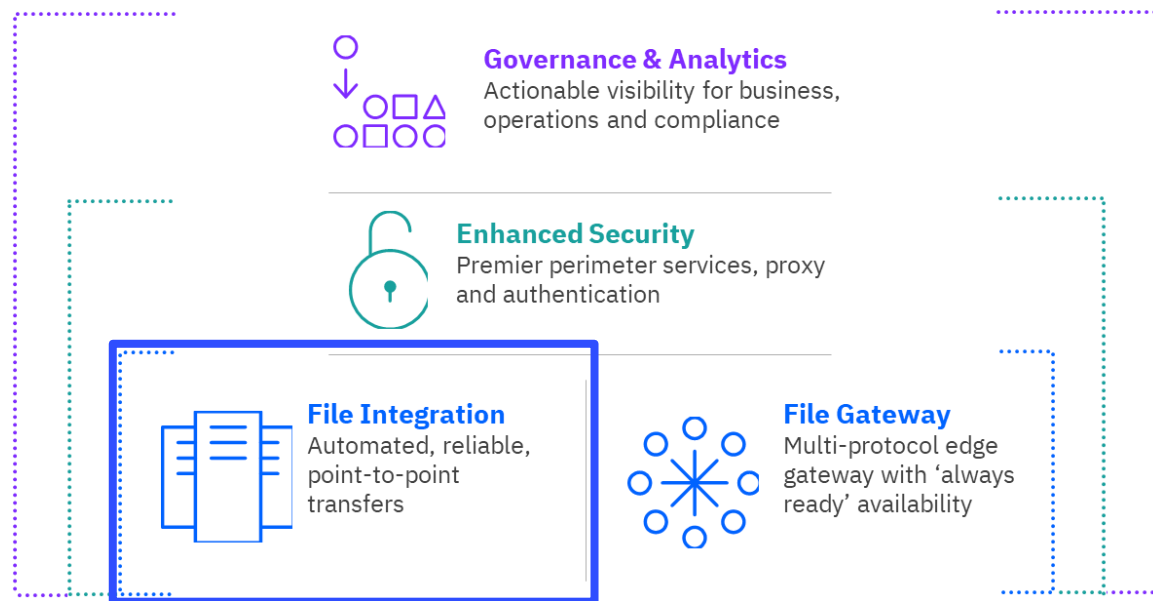 Governance & Analytics
Actionable visibility for business,
operations and compliance
Enhanced Security
Premier perimeter services, proxy
and authentication
File Integration
Automated, reliable,
point-to-point
transfers
File Gateway
Multi-protocol edge
gateway with ‘always
ready’ availability